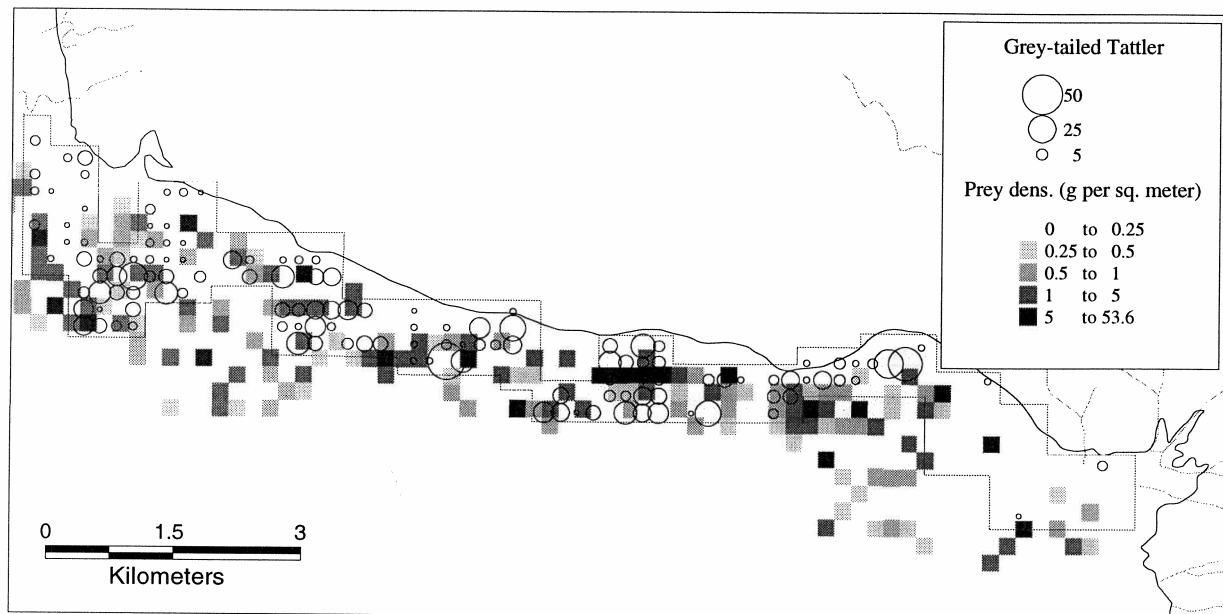 Grey-tailed Tattler
50
25
5
Prey dens. (g per sq. meter)
0 to 0.25
0.25 to 0.5
0.5 to 1
1 to 5
5 to 53.6
0 1.5 3
Kilometers